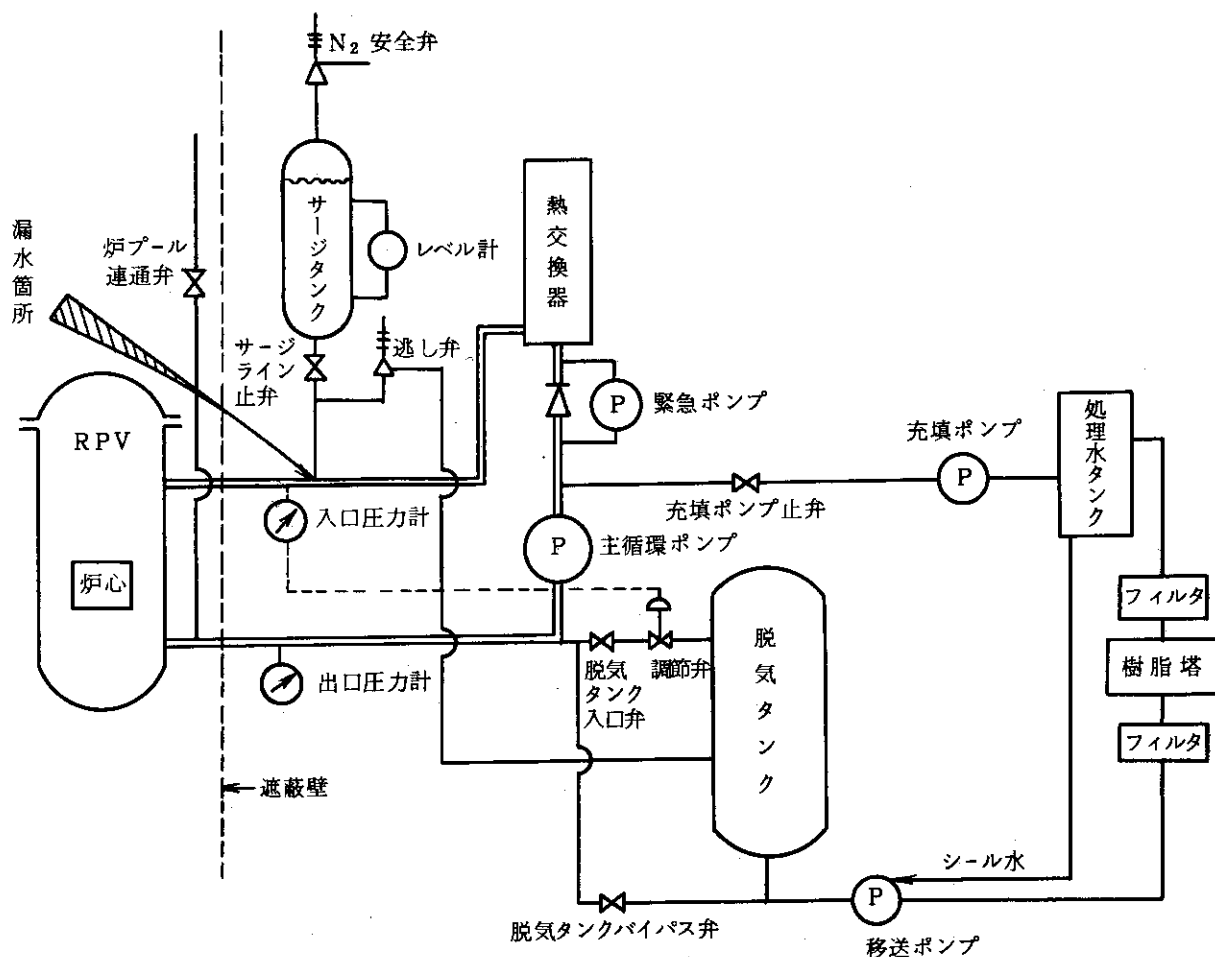 N₂ 安全弁
サージタンク
熱交換器
漏水箇所
炉プール
連通弁
レベル計
サージ
ライン
止弁
逃し弁
P
緊急ポンプ
RPV
充填ポンプ
P
処理水タンク
充填ポンプ止弁
入口圧力計
P
主循環ポンプ
炉心
フィルタ
脱気
タンク
入口弁
調節弁
脱気タンク
樹脂塔
出口圧力計
フィルタ
遮蔽壁
シール水
P
脱気タンクバイパス弁
移送ポンプ